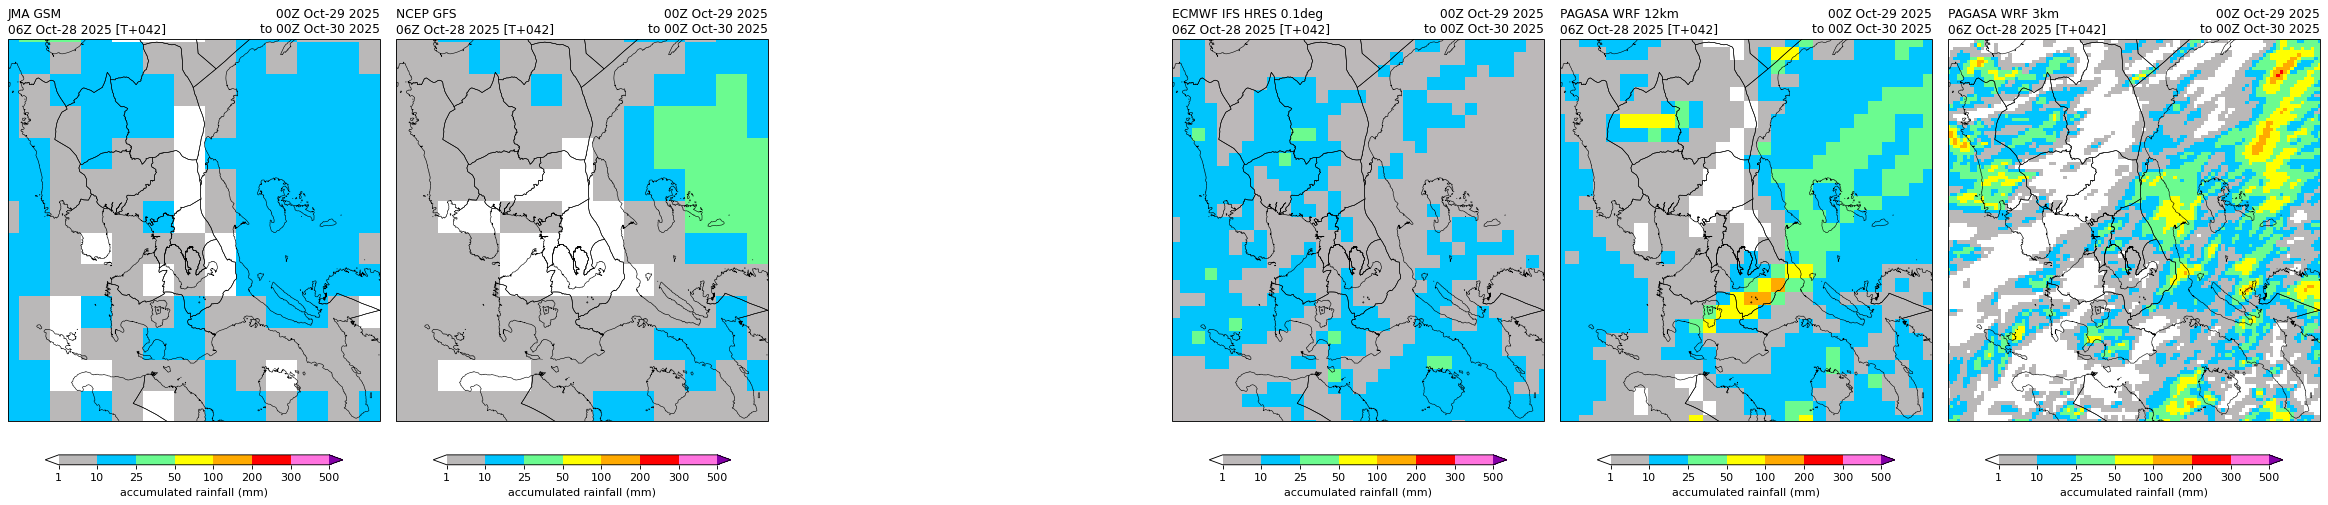 JMA GSM 00Z Oct-29 2025
06Z Oct-28 2025 [T+042] to 00Z Oct-30 2025
1 10 25 50 100 200 300 500
accumulated rainfall (mm)
NCEP GFS 00Z Oct-29 2025
06Z Oct-28 2025 [T+042] to 00Z Oct-30 2025
1 10 25 50 100 200 300 500
accumulated rainfall (mm)
ECMWF IFS HRES 0.1deg 00Z Oct-29 2025
06Z Oct-28 2025 [T+042] to 00Z Oct-30 2025
1 10 25 50 100 200 300 500
accumulated rainfall (mm)
PAGASA WRF 12km 00Z Oct-29 2025
06Z Oct-28 2025 [T+042] to 00Z Oct-30 2025
1 10 25 50 100 200 300 500
accumulated rainfall (mm)
PAGASA WRF 3km 00Z Oct-29 2025
06Z Oct-28 2025 [T+042] to 00Z Oct-30 2025
1 10 25 50 100 200 300 500
accumulated rainfall (mm)